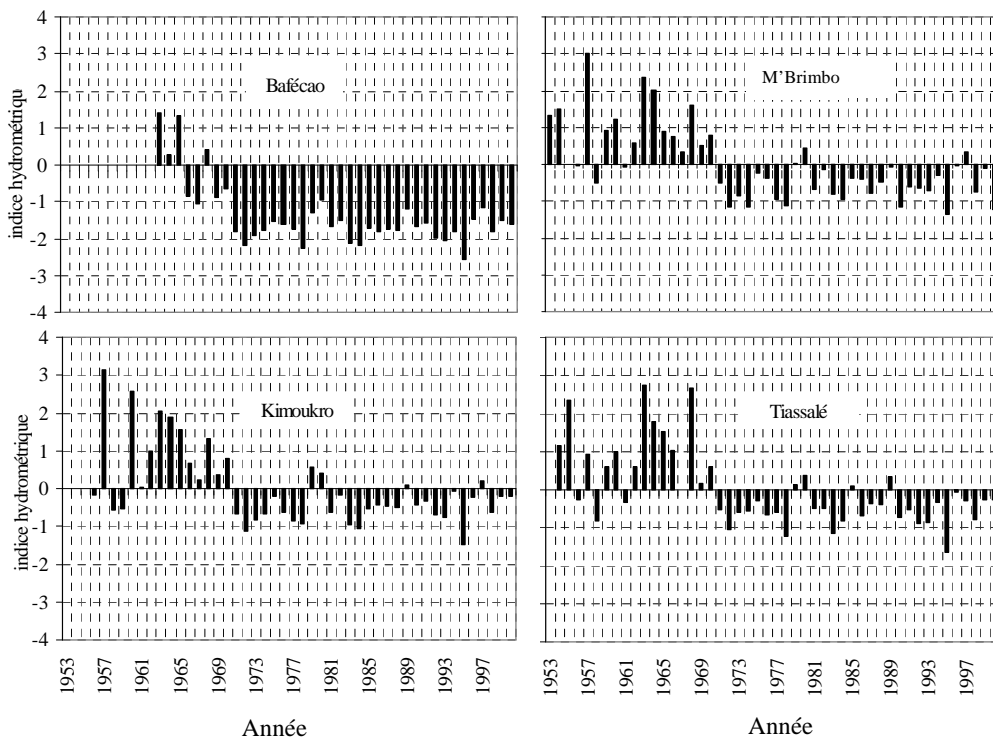 4
3
2
1
0
-1
-2
-3
-4
indice hydrométriqu
Bafécao
M'Brimbo
4
3
2
1
0
-1
-2
-3
-4
indice hydrométrique
Kimoukro
Tiassalé
1953 1957 1961 1965 1969 1973 1977 1981 1985 1989 1993 1997
1953 1957 1961 1965 1969 1973 1977 1981 1985 1989 1993 1997
Année
Année